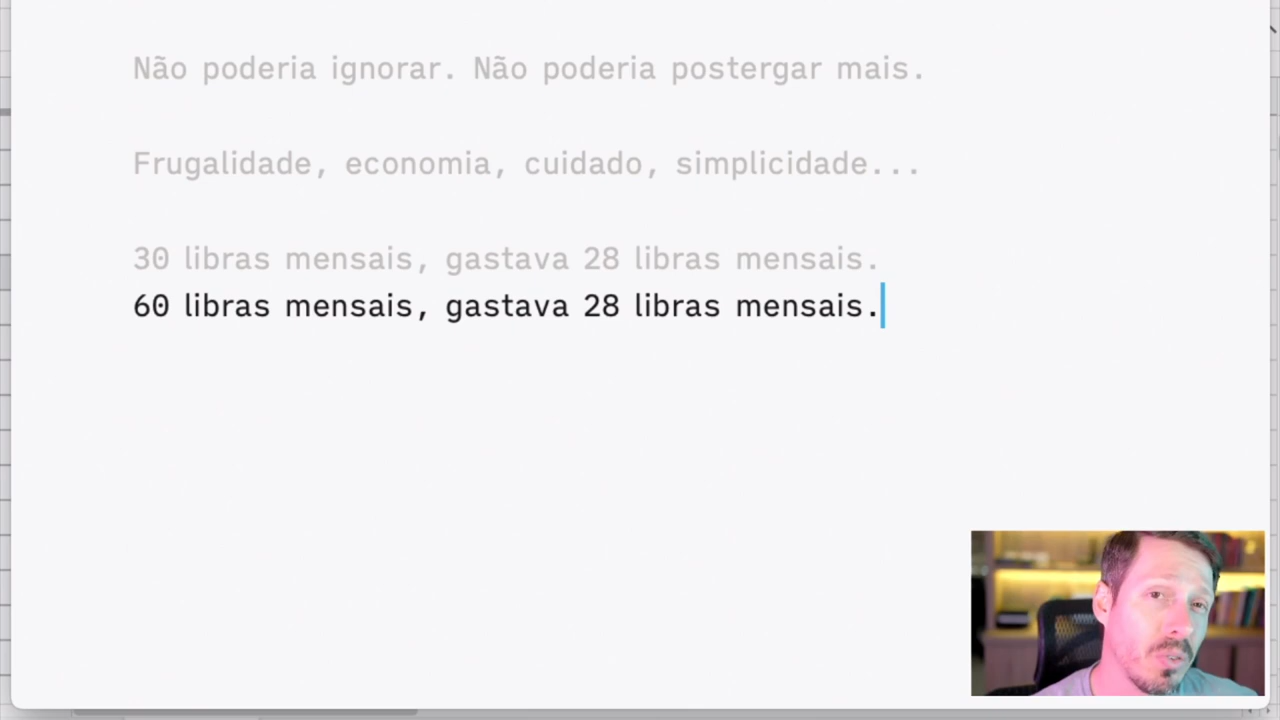 Não poderia ignorar. Não poderia postergar mais.
Frugalidade, economia, cuidado, simplicidade...
30 libras mensais, gastava 28 libras mensais.
60 libras mensais, gastava 28 libras mensais.